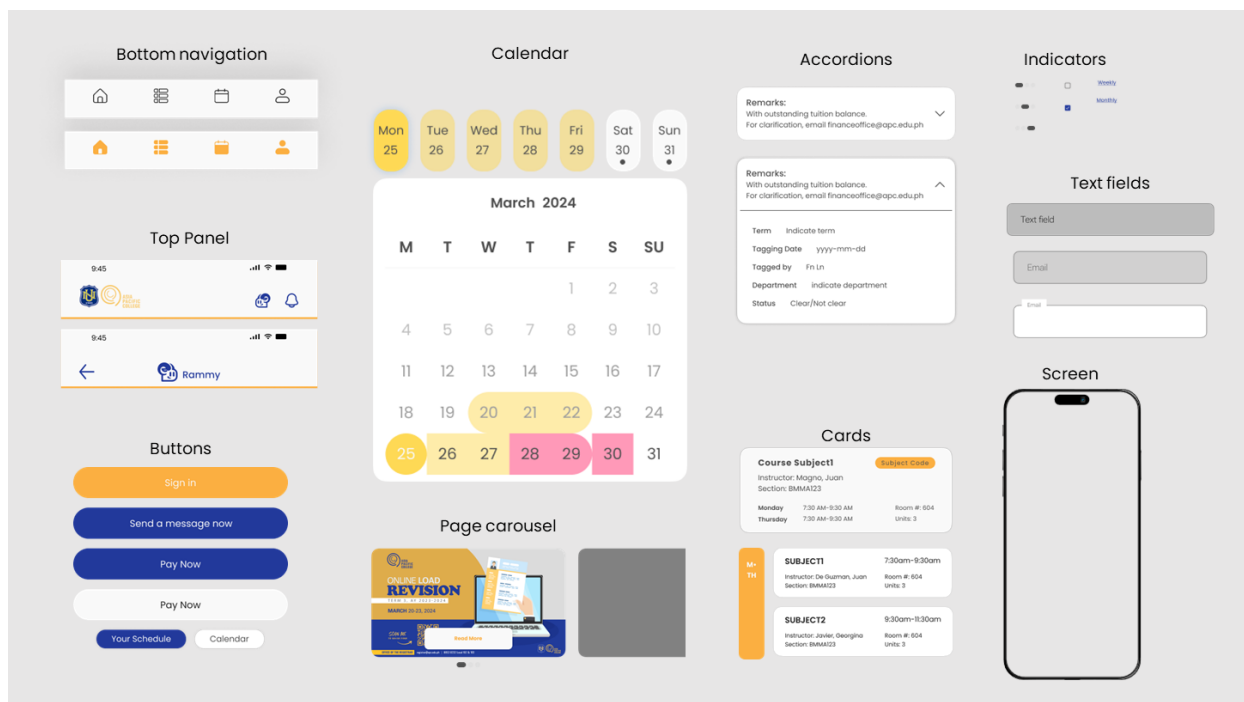 Bottom navigation
Top Panel
9:45
ASIA
PACIFIC
COLLEGE
9:45
Rammy
Buttons
Sign in
Send a message now
Pay Now
Pay Now
Your Schedule Calendar
Calendar
Mon Tue Wed Thu Fri Sat Sun
25 26 27 28 29 30 31
March 2024
M T W T F S SU
1 2 3
4 5 6 7 8 9 10
11 12 13 14 15 16 17
18 19 20 21 22 23 24
25 26 27 28 29 30 31
Page carousel
ONLINE LOAD
REVISION
TERM 3, AY 2023-2024
MARCH 20-23, 2024
Read More
Accordions
Remarks:
With outstanding tuition balance.
For clarification, email financeoffice@apc.edu.ph
Remarks:
With outstanding tuition balance.
For clarification, email financeoffice@apc.edu.ph
Term Indicate term
Tagging Date yyyy-mm-dd
Tagged by Fn Ln
Department indicate department
Status Clear/Not clear
Cards
Course Subject1 Subject Code
Instructor: Magno, Juan
Section: BMMA123
Monday 7:30 AM-9:30 AM Room #: 604
Thursday 7:30 AM-9:30 AM Units: 3
M-
TH
SUBJECT1 7:30am-9:30am
Instructor: De Guzman, Juan Room #: 604
Section: BMMA123 Units: 3
SUBJECT2 9:30am-11:30am
Instructor: Javier, Georgina Room #: 604
Section: BMMA123 Units: 3
Indicators
Weekly
Monthly
Text fields
Text field
Email
Email
Screen